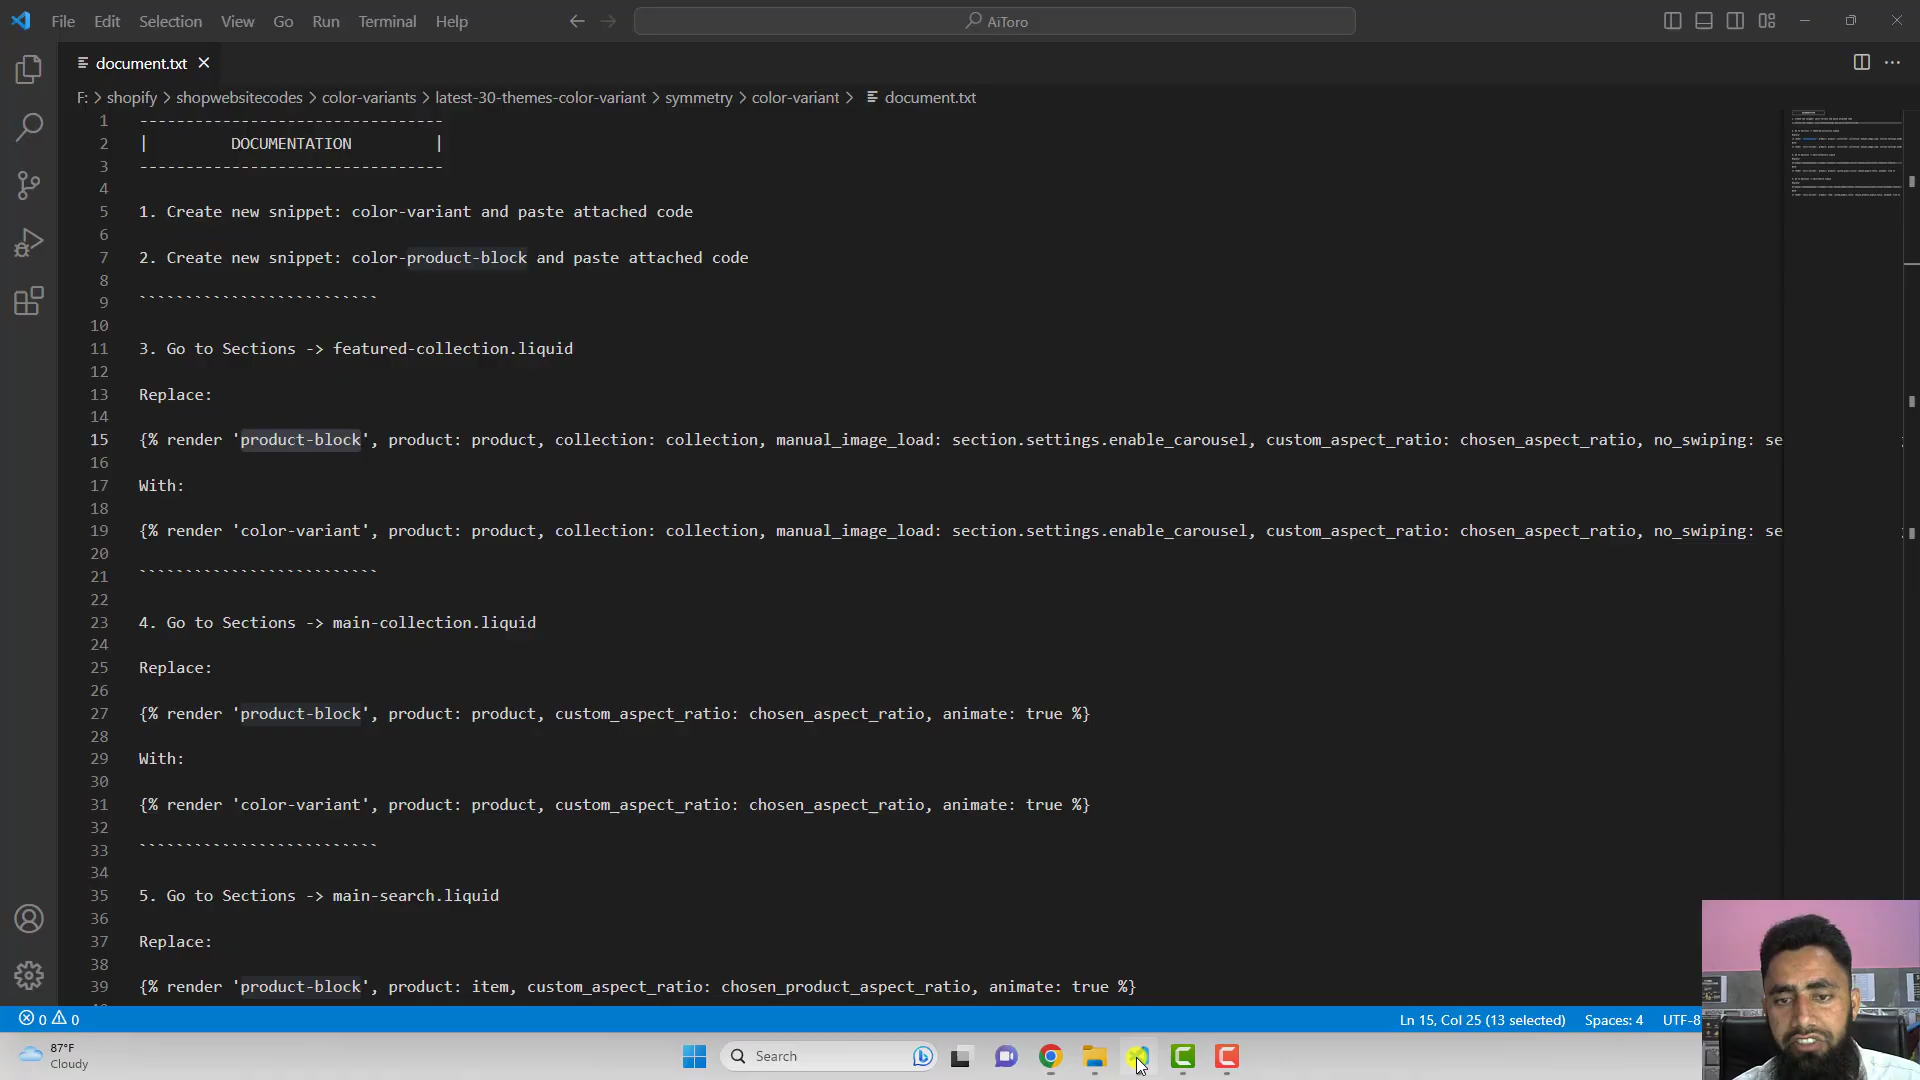 File Edit Selection View Go Run Terminal Help
AiToro
document.txt
F: > shopify > shopwebsitecodes > color-variants > latest-30-themes-color-variant > symmetry > color-variant > document.txt
1 ---------------------------------
2 | DOCUMENTATION |
3 ---------------------------------
4
5 1. Create new snippet: color-variant and paste attached code
6
7 2. Create new snippet: color-product-block and paste attached code
8
9 ``````````````````````````
10
11 3. Go to Sections -> featured-collection.liquid
12
13 Replace:
14
15 {% render 'product-block', product: product, collection: collection, manual_image_load: section.settings.enable_carousel, custom_aspect_ratio: chosen_aspect_ratio, no_swiping: se
16
17 With:
18
19 {% render 'color-variant', product: product, collection: collection, manual_image_load: section.settings.enable_carousel, custom_aspect_ratio: chosen_aspect_ratio, no_swiping: se
20
21 ``````````````````````````
22
23 4. Go to Sections -> main-collection.liquid
24
25 Replace:
26
27 {% render 'product-block', product: product, custom_aspect_ratio: chosen_aspect_ratio, animate: true %}
28
29 With:
30
31 {% render 'color-variant', product: product, custom_aspect_ratio: chosen_aspect_ratio, animate: true %}
32
33 ``````````````````````````
34
35 5. Go to Sections -> main-search.liquid
36
37 Replace:
38
39 {% render 'product-block', product: item, custom_aspect_ratio: chosen_product_aspect_ratio, animate: true %}
0 0
Ln 15, Col 25 (13 selected) Spaces: 4 UTF-8
87°F
Cloudy
Search